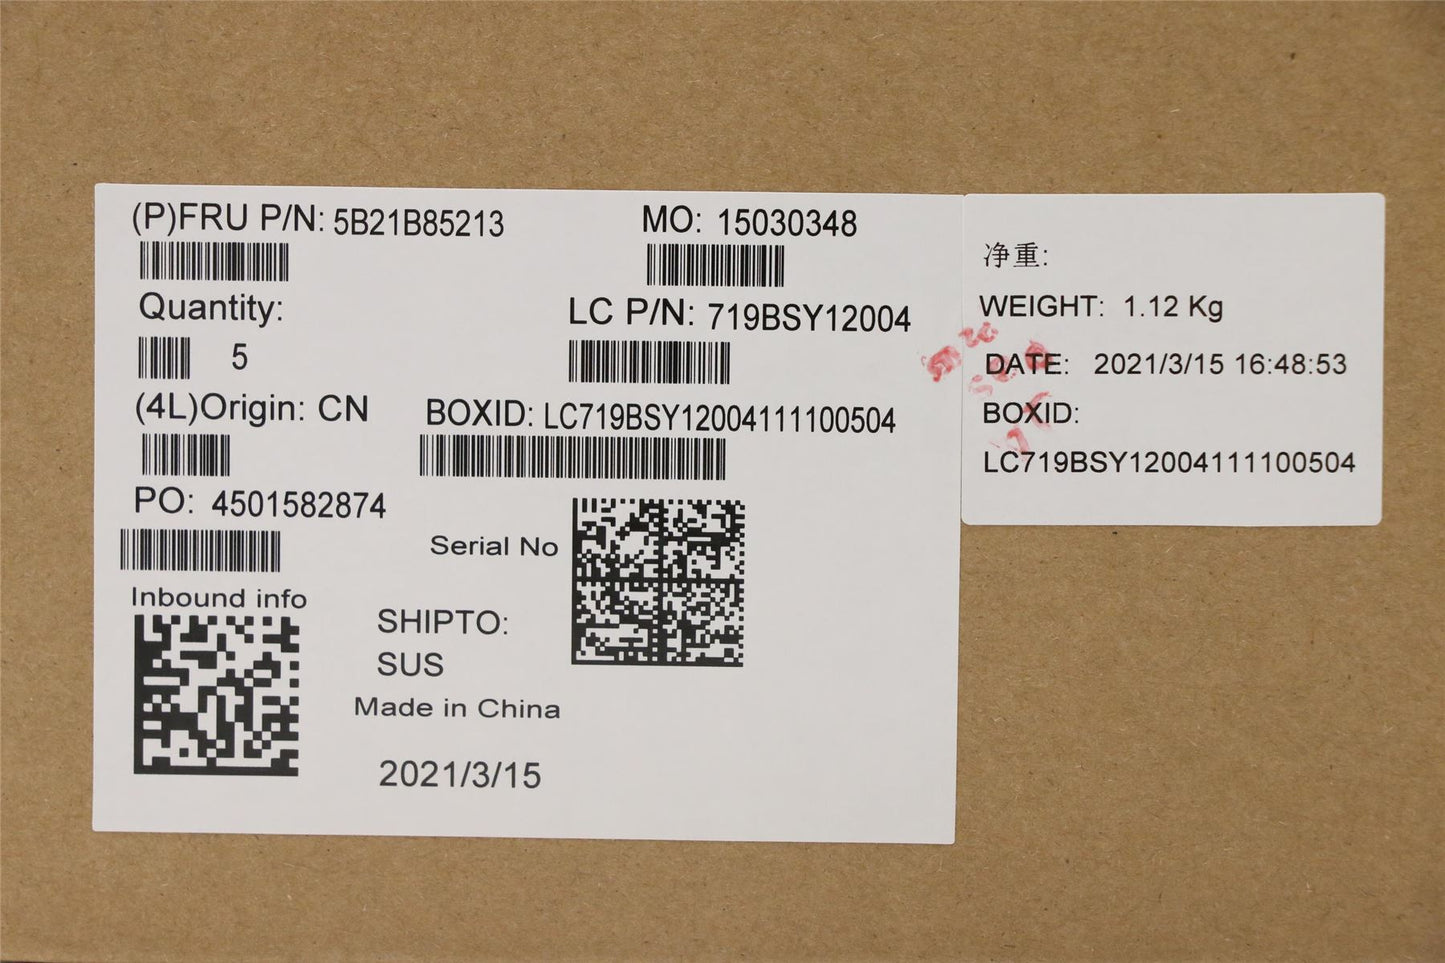 (P)FRU P/N: 5B21B85213
MO: 15030348
Quantity:
5
LC P/N: 719BSY12004
(4L)Origin: CN
BOXID: LC719BSY12004111100504
PO: 4501582874
Serial No
Inbound info
SHIPTO:
SUS
Made in China
2021/3/15
净重:
WEIGHT: 1.12 Kg
DATE: 2021/3/15 16:48:53
BOXID:
LC719BSY12004111100504